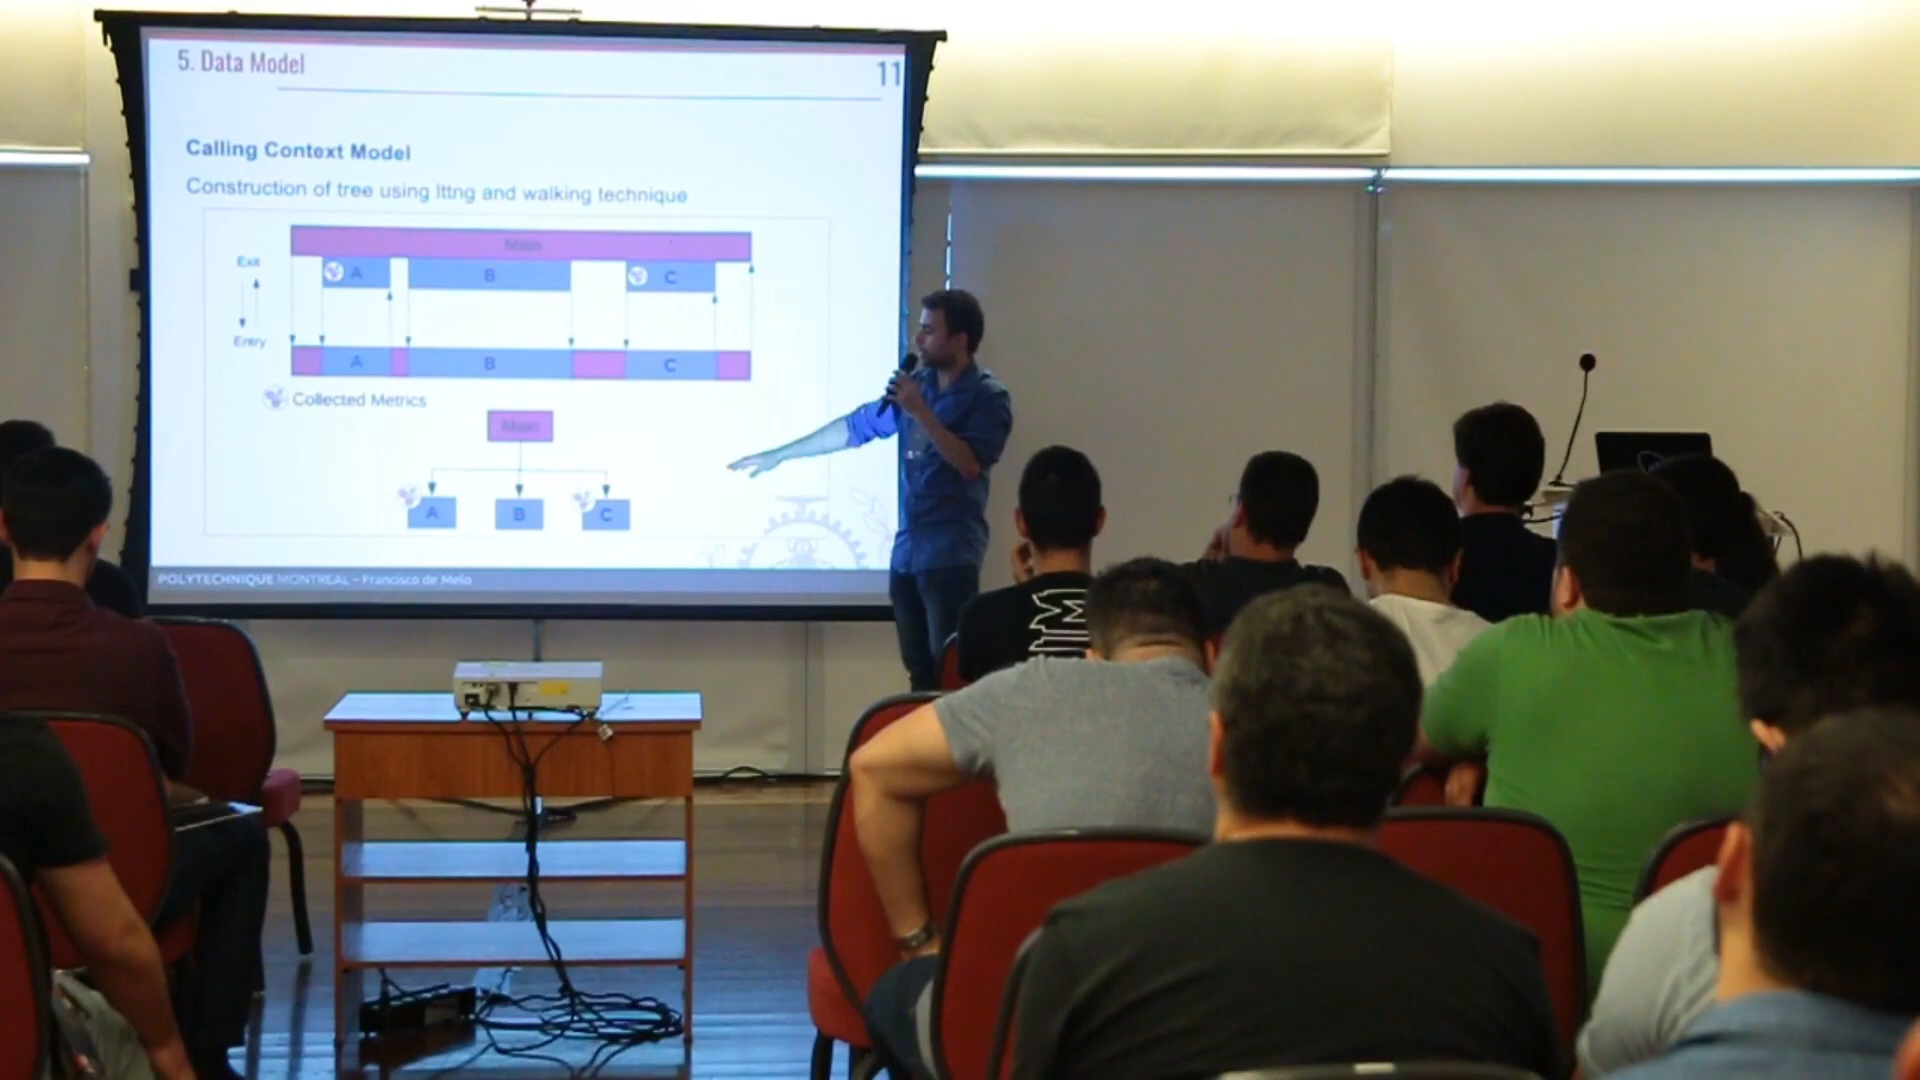 5. Data Model
11
Calling Context Model
Construction of tree using lttng and walking technique
Main
Exit
A B C
Entry
A B C
Collected Metrics
Main
A B C
POLYTECHNIQUE MONTREAL – Francisco de Melo